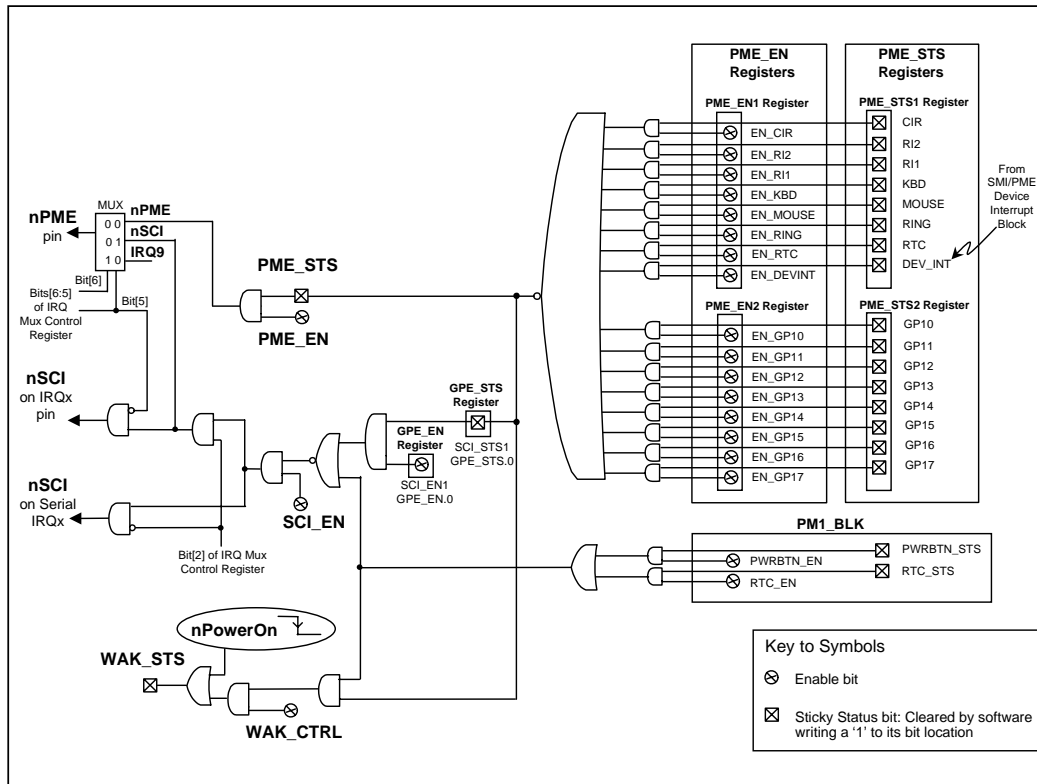 PME_EN
Registers
PME_STS
Registers
PME_EN1 Register
PME_STS1 Register
CIR
EN_CIR
RI2
EN_RI2
RI1
EN_RI1
KBD
EN_KBD
MOUSE
EN_MOUSE
RING
EN_RING
RTC
EN_RTC
DEV_INT
EN_DEVINT
From
SMI/PME
Device
Interrupt
Block
PME_EN2 Register
PME_STS2 Register
GP10
EN_GP10
GP11
EN_GP11
GP12
EN_GP12
GP13
EN_GP13
GP14
EN_GP14
GP15
EN_GP15
GP16
EN_GP16
GP17
EN_GP17
MUX
nPME
pin
0 0
0 1
1 0
nPME
nSCI
IRQ9
Bit[6]
Bits[6:5]
of IRQ
Mux Control
Register
Bit[5]
PME_STS
PME_EN
nSCI
on IRQx
pin
GPE_STS
Register
SCI_STS1
GPE_STS.0
GPE_EN
Register
SCI_EN1
GPE_EN.0
SCI_EN
nSCI
on Serial
IRQx
Bit[2] of IRQ Mux
Control Register
PM1_BLK
PWRBTN_STS
PWRBTN_EN
RTC_STS
RTC_EN
nPowerOn
WAK_STS
WAK_CTRL
Key to Symbols
Enable bit
Sticky Status bit: Cleared by software
writing a '1' to its bit location